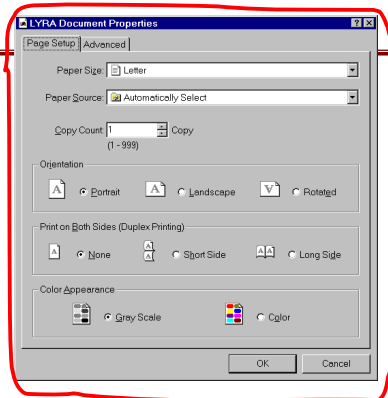 LYRA Document Properties
Page Setup Advanced
Paper Size: Letter
Paper Source: Automatically Select
Copy Count: 1 Copy
(1 - 999)
Orientation
A Portrait A Landscape A Rotated
Print on Both Sides (Duplex Printing)
None Short Side Long Side
Color Appearance
Gray Scale Color
OK Cancel